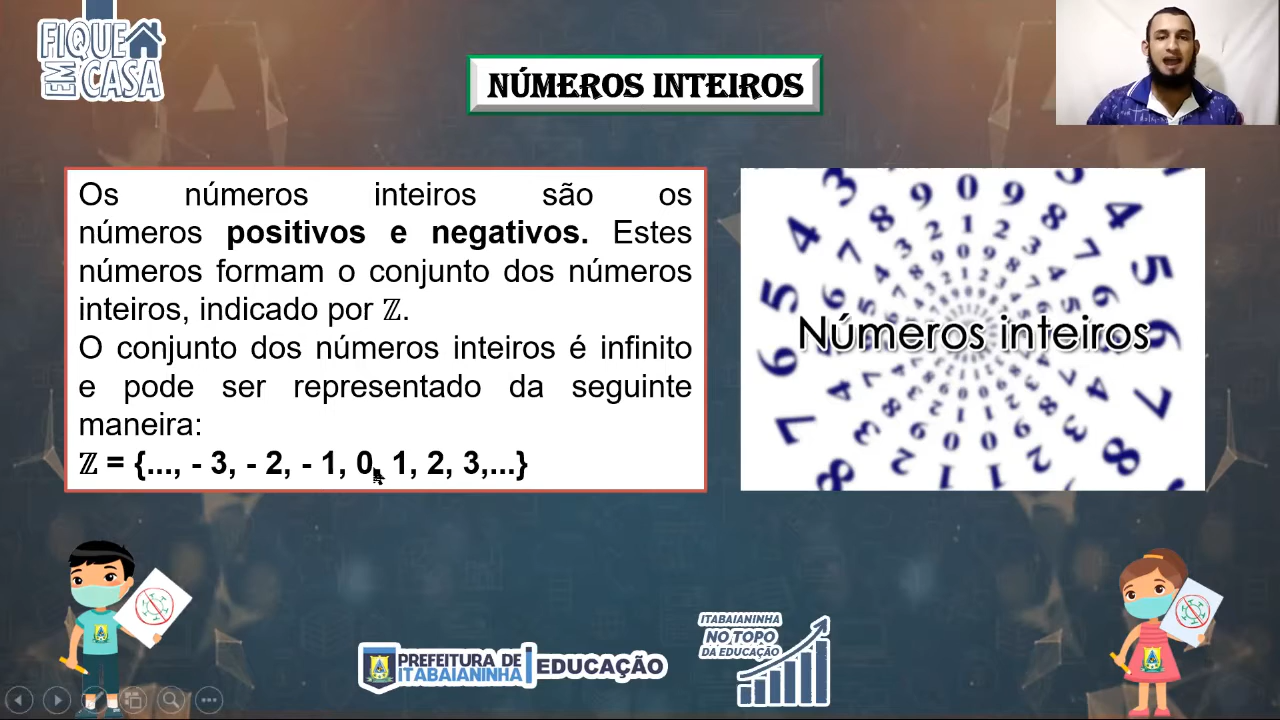 FIQUE
EM CASA
NÚMEROS INTEIROS
Os números inteiros são os
números positivos e negativos. Estes
números formam o conjunto dos números
inteiros, indicado por ℤ.
O conjunto dos números inteiros é infinito
e pode ser representado da seguinte
maneira:
ℤ = {..., - 3, - 2, - 1, 0, 1, 2, 3,...}
Números inteiros
PREFEITURA DE
ITABAIANINHA
EDUCAÇÃO
ITABAIANINHA
NO TOPO
DA EDUCAÇÃO